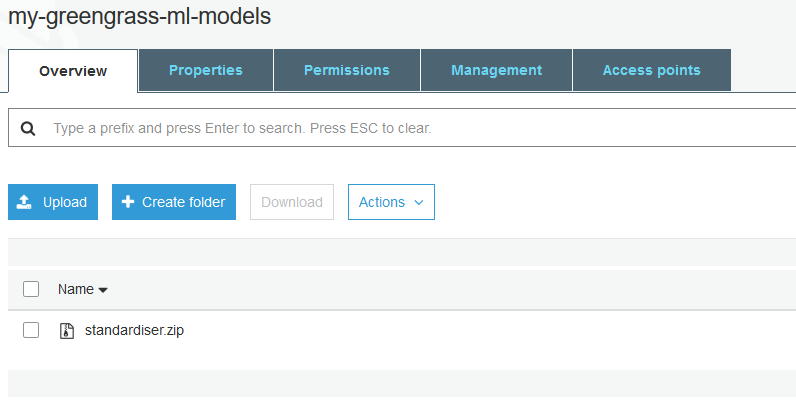 my-greengrass-ml-models
Overview Properties Permissions Management Access points
Type a prefix and press Enter to search. Press ESC to clear.
Upload Create folder Download Actions
Name
standardiser.zip